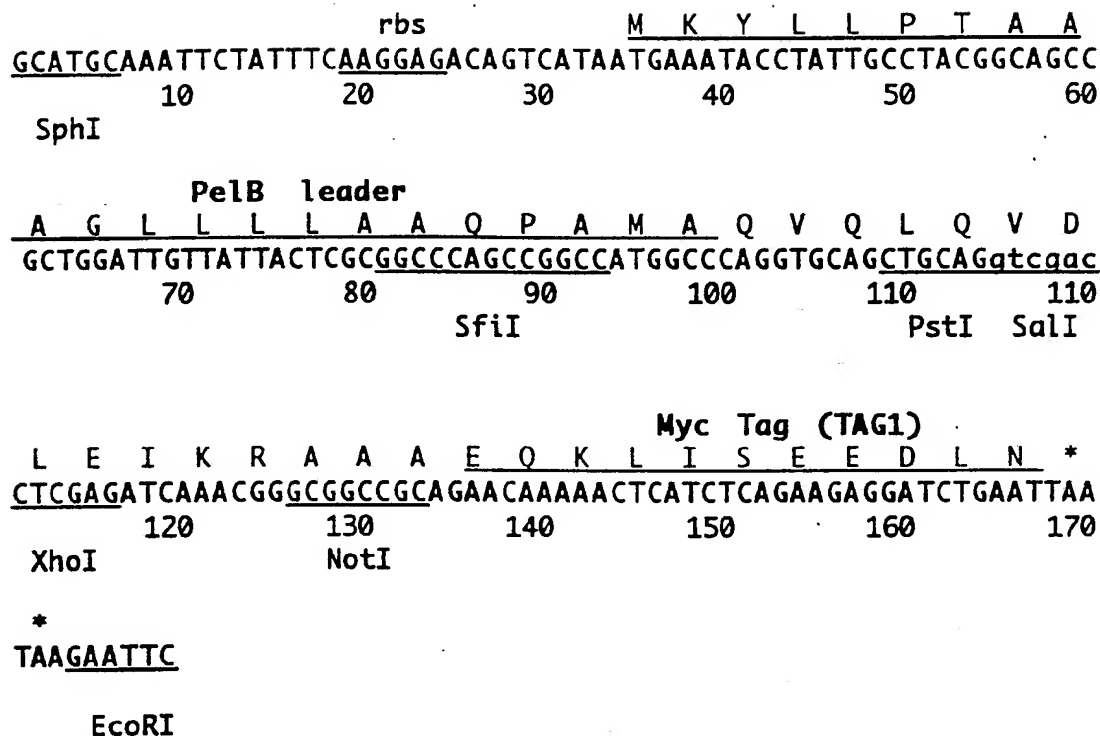 rbs M K Y L L P T A A
GCATGCAAATTCTATTTCAAGGAGACAGTCATAATGAAATACCTATTGCCTACGGCAGCC
10 20 30 40 50 60
SphI
PelB leader
A G L L L L A A Q P A M A Q V Q L Q V D
GCTGGATTGTTATTACTCGCGGCCCAGCCGGCCATGGCCCAGGTGCAGCTGCAGgtcgac
70 80 90 100 110 110
SfiI PstI SalI
Myc Tag (TAG1)
L E I K R A A A E Q K L I S E E D L N *
CTCGAGATCAAACGGGCGGCCGCAGAACAAAAACTCATCTCAGAAGAGGATCTGAATTAA
120 130 140 150 160 170
XhoI NotI
*
TAAGAATTC
EcoRI